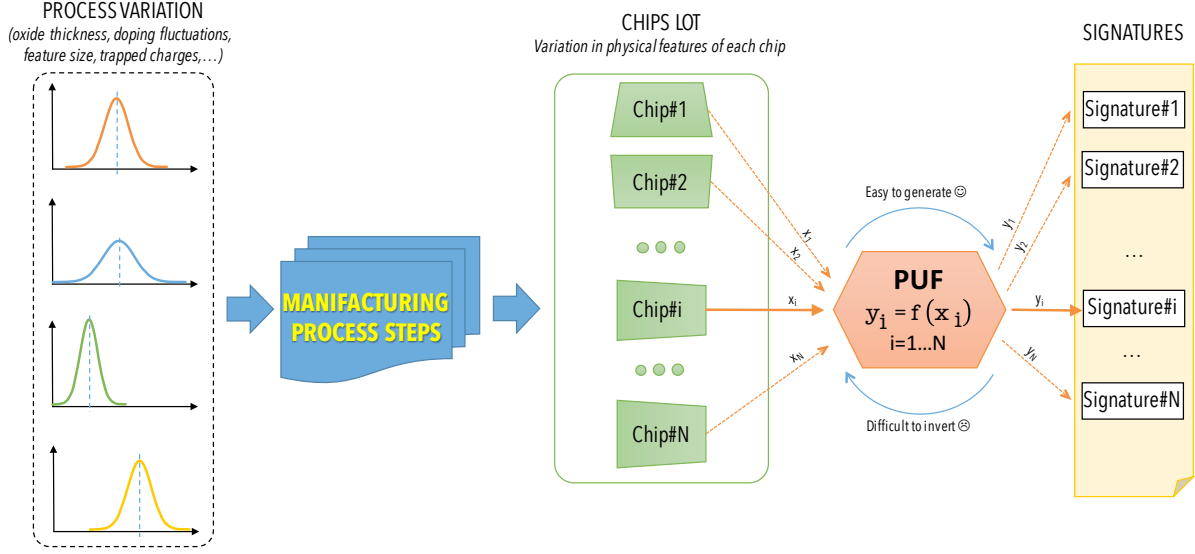 PROCESS VARIATION
(oxide thickness, doping fluctuations,
feature size, trapped charges,…)
MANIFACTURING
PROCESS STEPS
CHIPS LOT
Variation in physical features of each chip
Chip#1
Chip#2
Chip#i
Chip#N
x1
x2
xi
xN
Easy to generate ☺
PUF
yi = f(xi)
i=1...N
Difficult to invert ☹
y1
y2
yi
yN
SIGNATURES
Signature#1
Signature#2
...
Signature#i
...
Signature#N